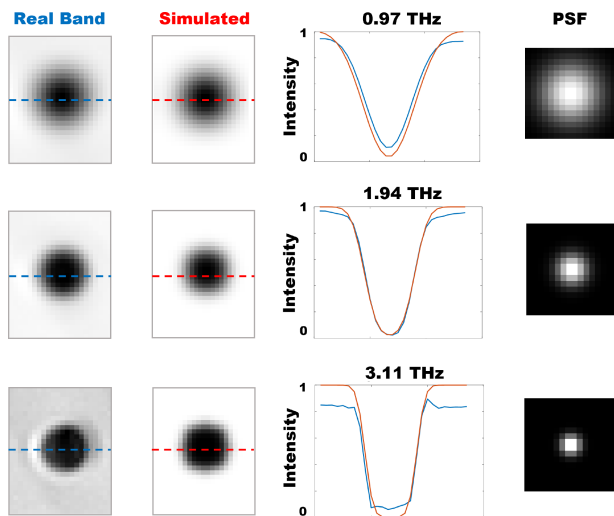 Real Band Simulated 0.97 THz PSF
1
Intensity
0
1.94 THz
1
Intensity
0
3.11 THz
1
Intensity
0